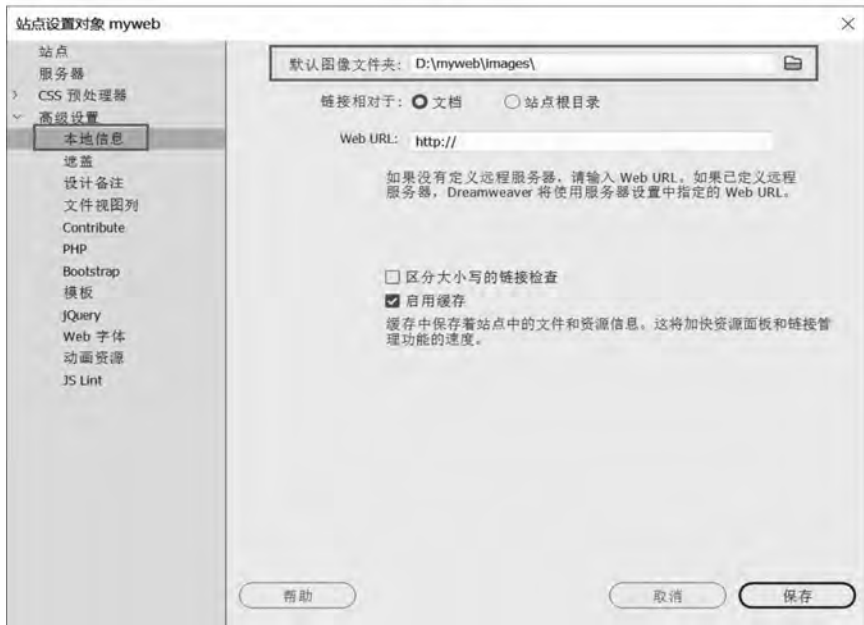 站点设置对象 myweb
站点
服务器
CSS 预处理器
高级设置
本地信息
遮盖
设计备注
文件视图列
Contribute
PHP
Bootstrap
模板
jQuery
Web 字体
动画资源
JS Lint
默认图像文件夹: D:\myweb\images\
链接相对于: 文档 站点根目录
Web URL: http://
如果没有定义远程服务器，请输入 Web URL。如果已定义远程
服务器，Dreamweaver 将使用服务器设置中指定的 Web URL。
区分大小写的链接检查
启用缓存
缓存中保存着站点中的文件和资源信息。这将加快资源面板和链接管
理功能的速度。
帮助 取消 保存